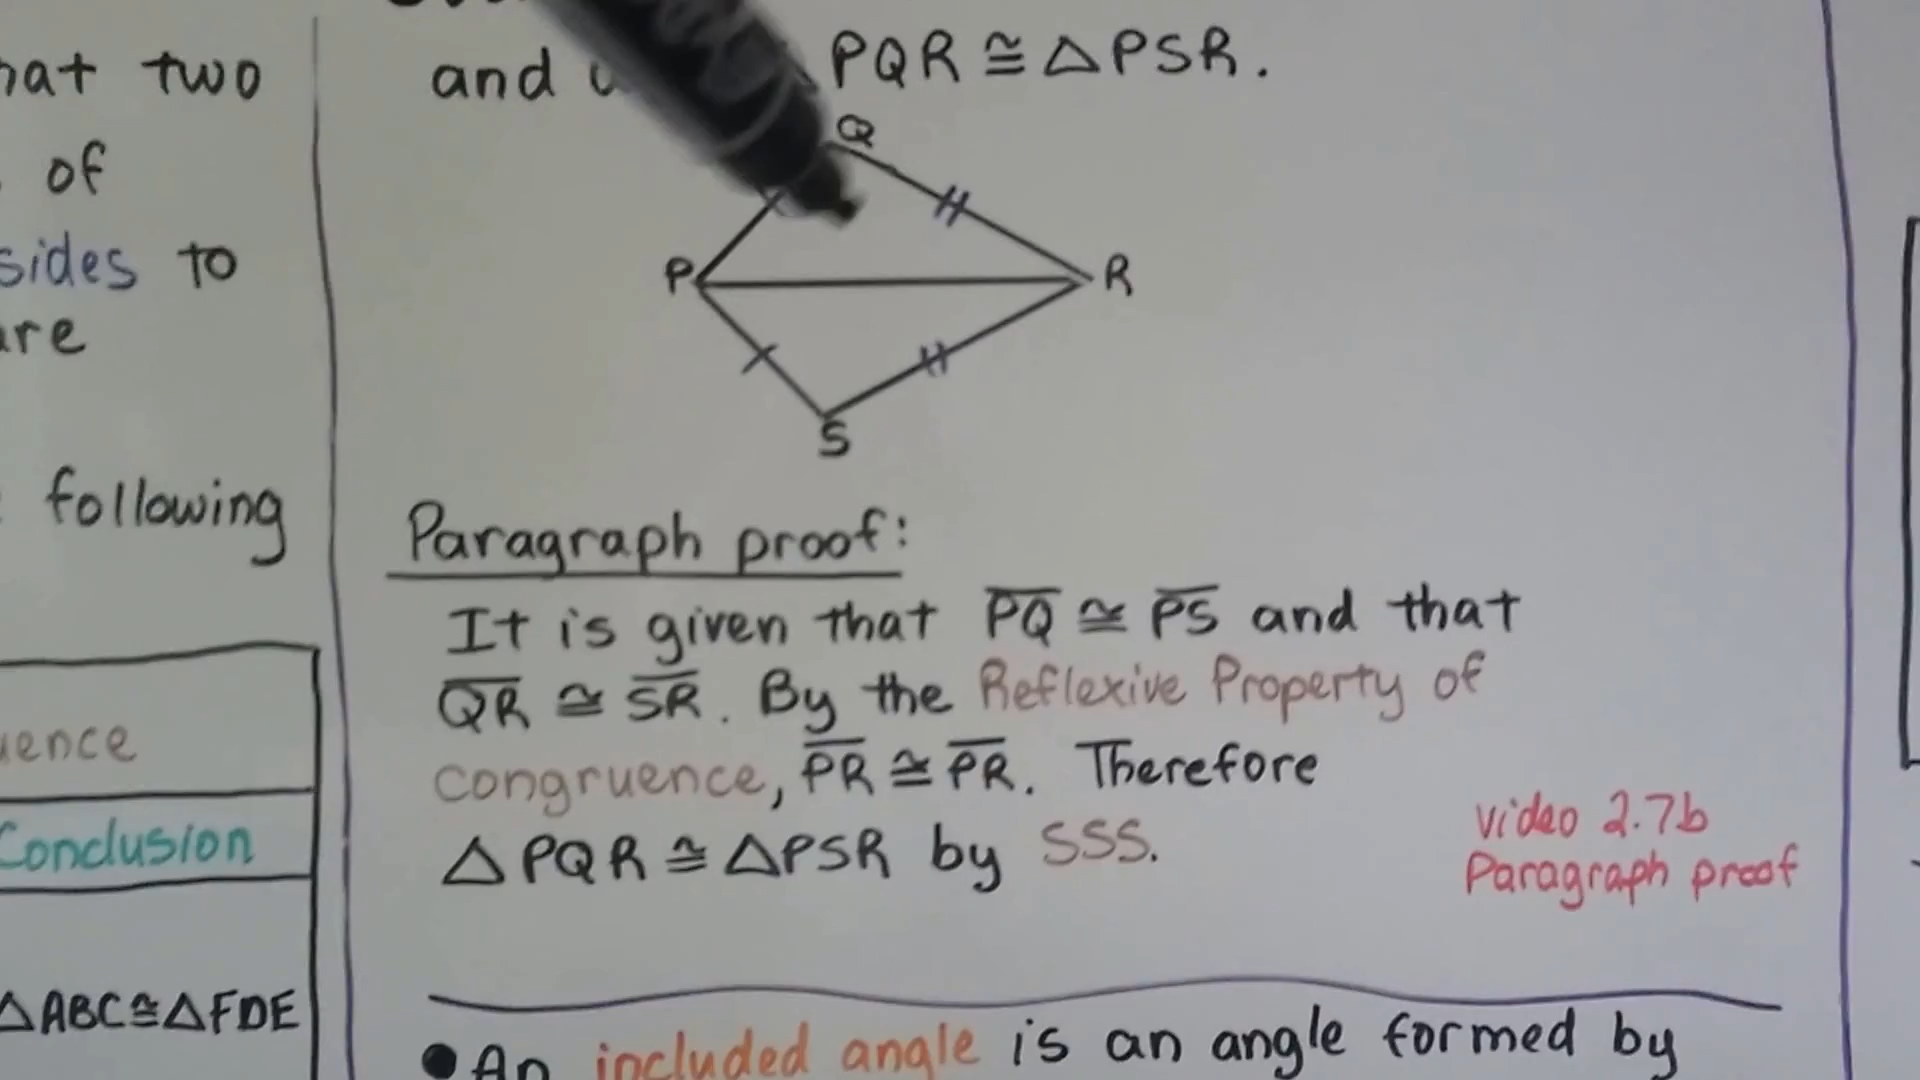 hat two
of
sides to
are
following
uence
Conclusion
△ABC≅△FDE
and PQR ≅ △PSR.
Q
P
R
S
Paragraph proof:
It is given that PQ ≅ PS and that
QR ≅ SR. By the Reflexive Property of
congruence, PR ≅ PR. Therefore
△PQR ≅ △PSR by SSS.
video 2.7b
Paragraph proof
● An included angle is an angle formed by